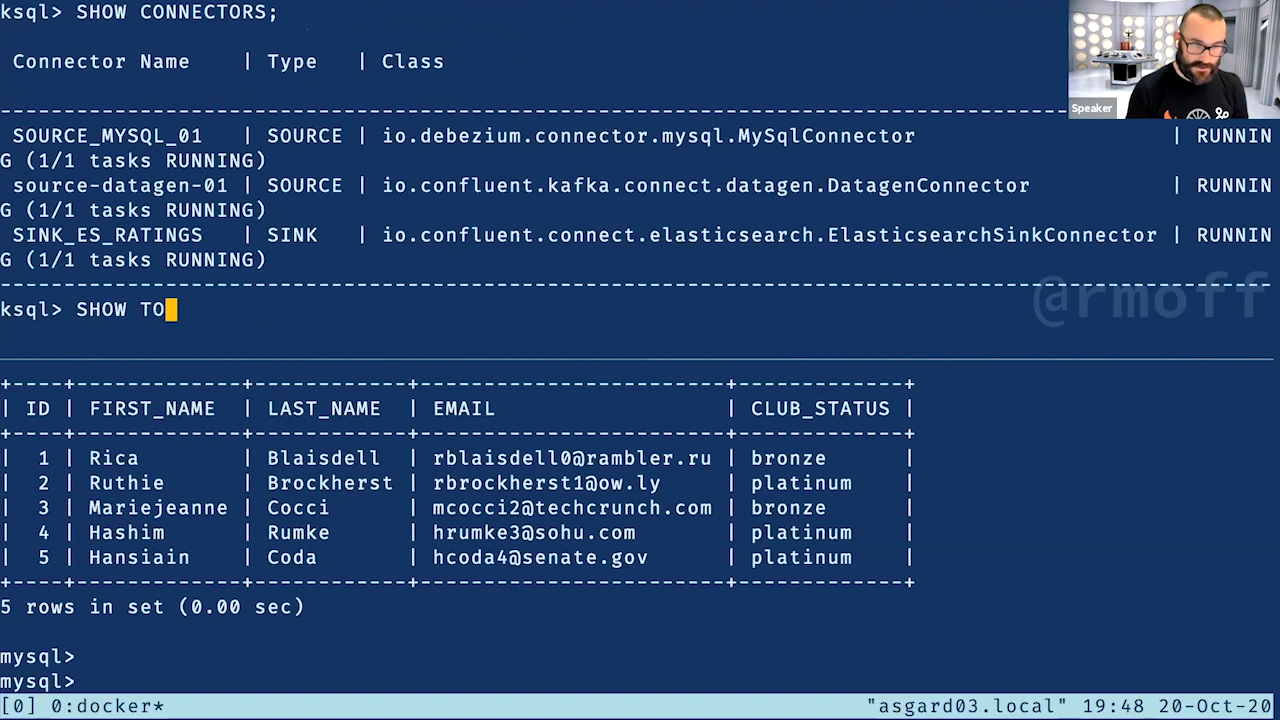 ksql> SHOW CONNECTORS;
Connector Name | Type | Class
--------------------------------------------------------------------------------
SOURCE_MYSQL_01 | SOURCE | io.debezium.connector.mysql.MySqlConnector | RUNNIN
G (1/1 tasks RUNNING)
source-datagen-01 | SOURCE | io.confluent.kafka.connect.datagen.DatagenConnector | RUNNIN
G (1/1 tasks RUNNING)
SINK_ES_RATINGS | SINK | io.confluent.connect.elasticsearch.ElasticsearchSinkConnector | RUNNIN
G (1/1 tasks RUNNING)
----------------------------------------------------------------------------------------------------
ksql> SHOW TO
Speaker
@rmoff
+----+-------------+------------+------------------------+-------------+
| ID | FIRST_NAME | LAST_NAME | EMAIL | CLUB_STATUS |
+----+-------------+------------+------------------------+-------------+
| 1 | Rica | Blaisdell | rblaisdell0@rambler.ru | bronze |
| 2 | Ruthie | Brockherst | rbrockherst1@ow.ly | platinum |
| 3 | Mariejeanne | Cocci | mcocci2@techcrunch.com | bronze |
| 4 | Hashim | Rumke | hrumke3@sohu.com | platinum |
| 5 | Hansiain | Coda | hcoda4@senate.gov | platinum |
+----+-------------+------------+------------------------+-------------+
5 rows in set (0.00 sec)
mysql>
mysql>
[0] 0:docker* "asgard03.local" 19:48 20-Oct-20